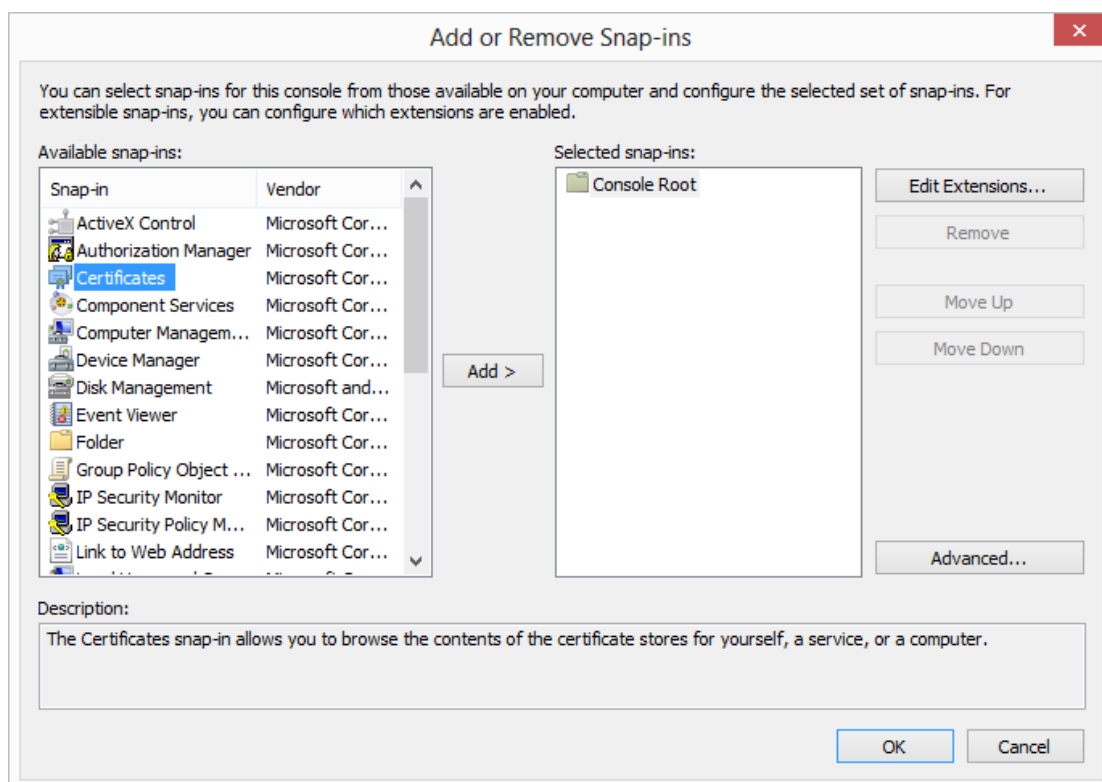 Add or Remove Snap-ins
You can select snap-ins for this console from those available on your computer and configure the selected set of snap-ins. For
extensible snap-ins, you can configure which extensions are enabled.
Available snap-ins:
Snap-in Vendor
ActiveX Control Microsoft Cor...
Authorization Manager Microsoft Cor...
Certificates Microsoft Cor...
Component Services Microsoft Cor...
Computer Managem... Microsoft Cor...
Device Manager Microsoft Cor...
Disk Management Microsoft and...
Event Viewer Microsoft Cor...
Folder Microsoft Cor...
Group Policy Object ... Microsoft Cor...
IP Security Monitor Microsoft Cor...
IP Security Policy M... Microsoft Cor...
Link to Web Address Microsoft Cor...
Add >
Selected snap-ins:
Console Root
Edit Extensions...
Remove
Move Up
Move Down
Advanced...
Description:
The Certificates snap-in allows you to browse the contents of the certificate stores for yourself, a service, or a computer.
OK Cancel